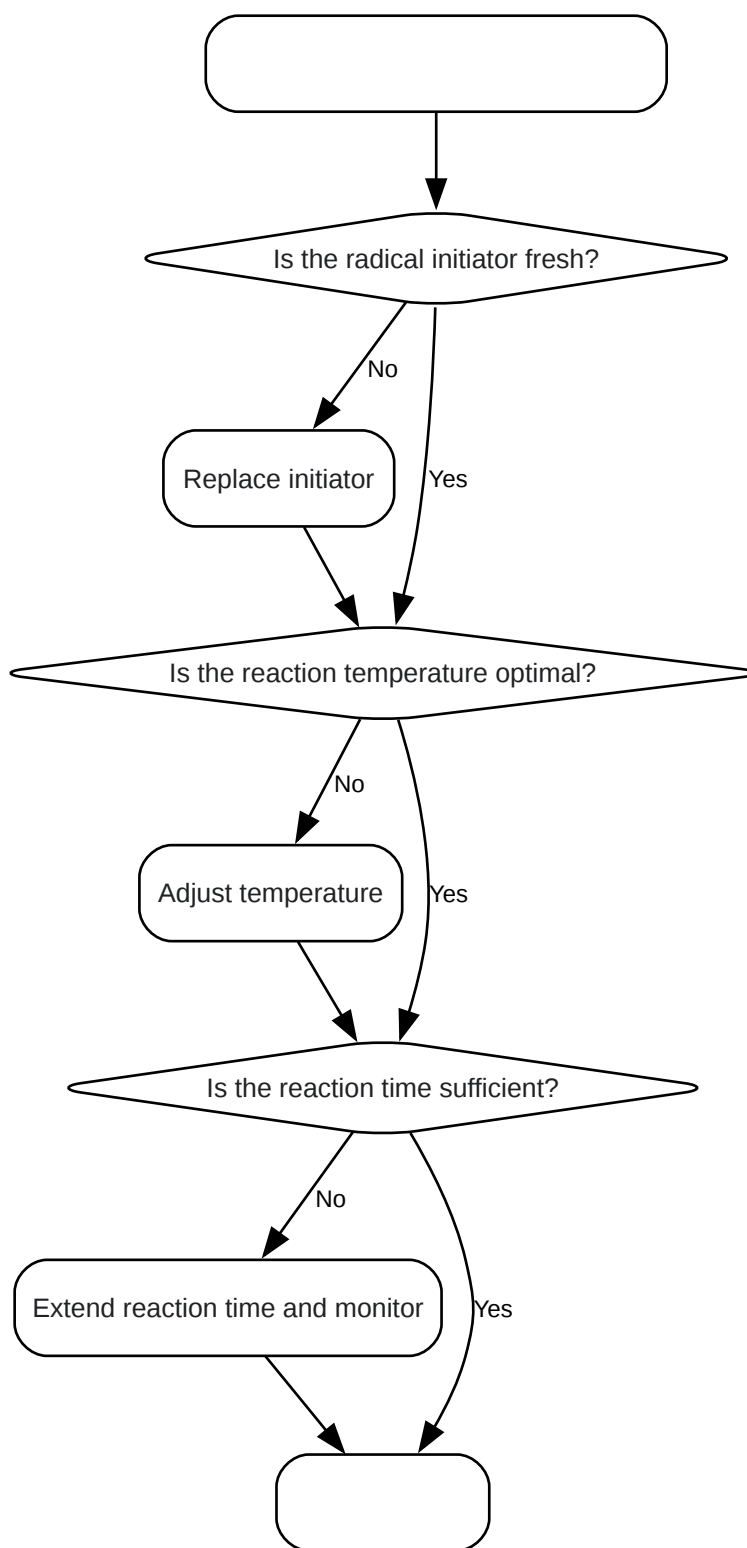 Is the radical initiator fresh?
No
Replace initiator
Yes
Is the reaction temperature optimal?
No
Adjust temperature
Yes
Is the reaction time sufficient?
No
Extend reaction time and monitor
Yes